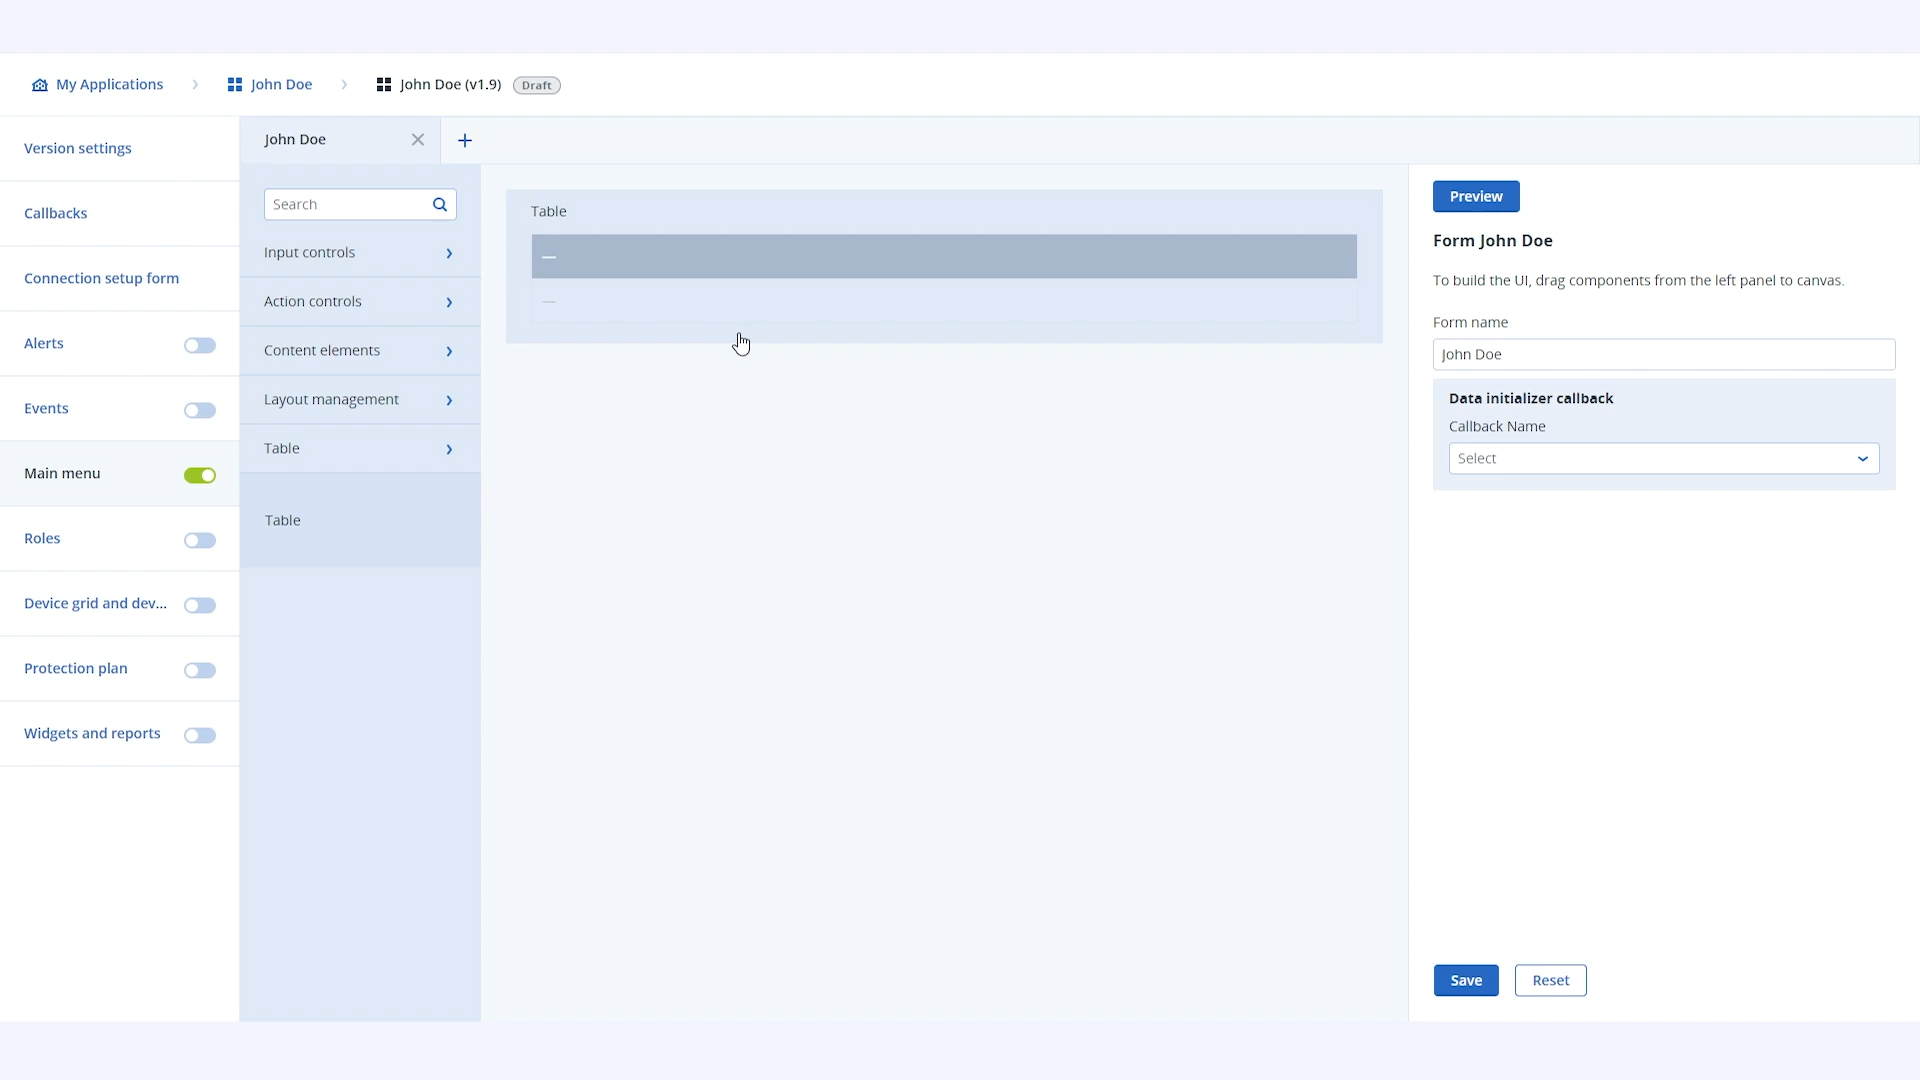 My Applications
John Doe
John Doe (v1.9)
Draft
Version settings
Callbacks
Connection setup form
Alerts
Events
Main menu
Roles
Device grid and dev...
Protection plan
Widgets and reports
John Doe
Search
Input controls
Action controls
Content elements
Layout management
Table
Table
Table
—
—
Preview
Form John Doe
To build the UI, drag components from the left panel to canvas.
Form name
John Doe
Data initializer callback
Callback Name
Select
Save
Reset